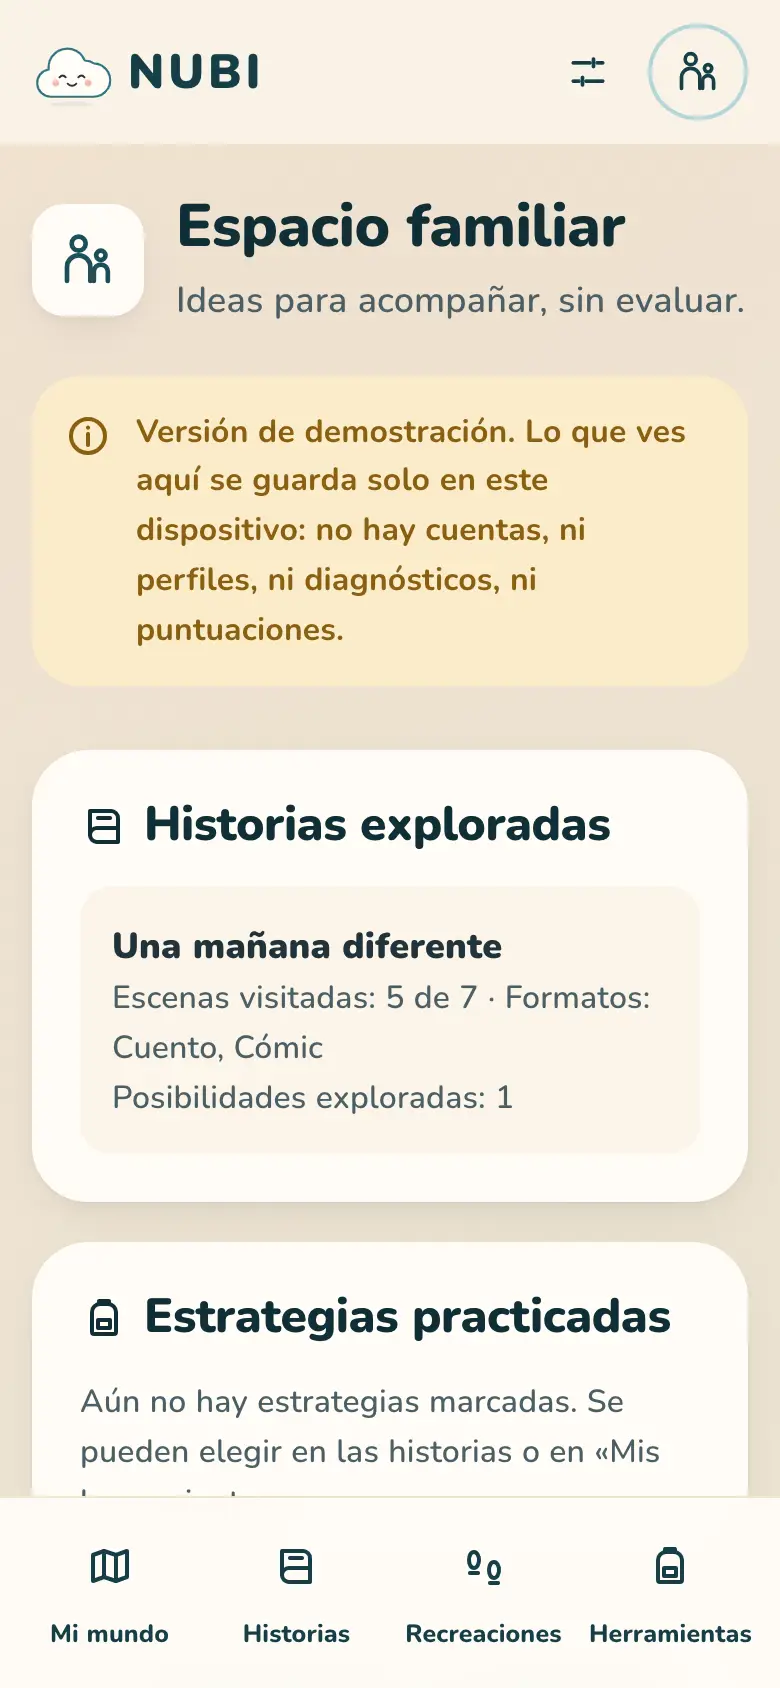 NUBI
Espacio familiar
Ideas para acompañar, sin evaluar.
Versión de demostración. Lo que ves
aquí se guarda solo en este
dispositivo: no hay cuentas, ni
perfiles, ni diagnósticos, ni
puntuaciones.
Historias exploradas
Una mañana diferente
Escenas visitadas: 5 de 7 · Formatos:
Cuento, Cómic
Posibilidades exploradas: 1
Estrategias practicadas
Aún no hay estrategias marcadas. Se
pueden elegir en las historias o en «Mis
Mi mundo
Historias
Recreaciones
Herramientas